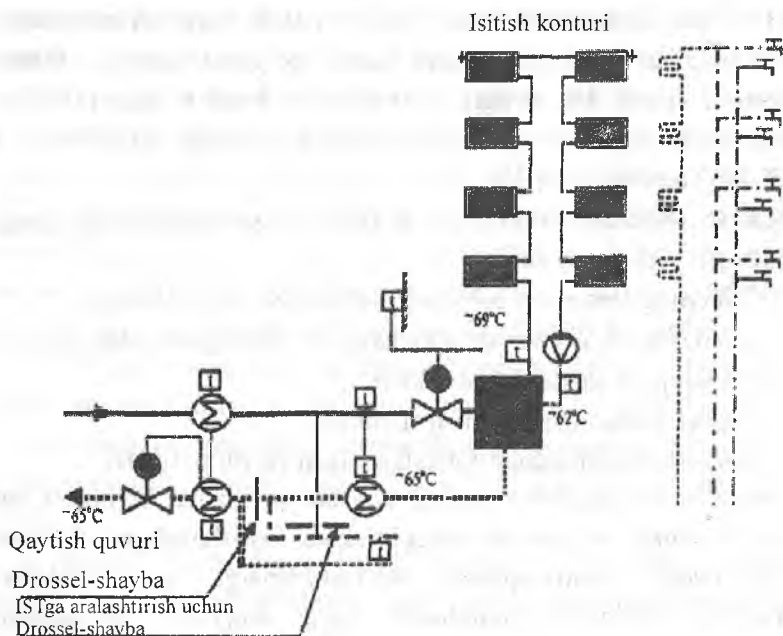 Isitish konturi
t
~69°C
t
t
t
t
~62°C
Σ
t
~65°C
Σ
Σ
~65°C
t
t
Qaytish quvuri
Drossel-shayba
ISTga aralashtirish uchun
Drossel-shayba